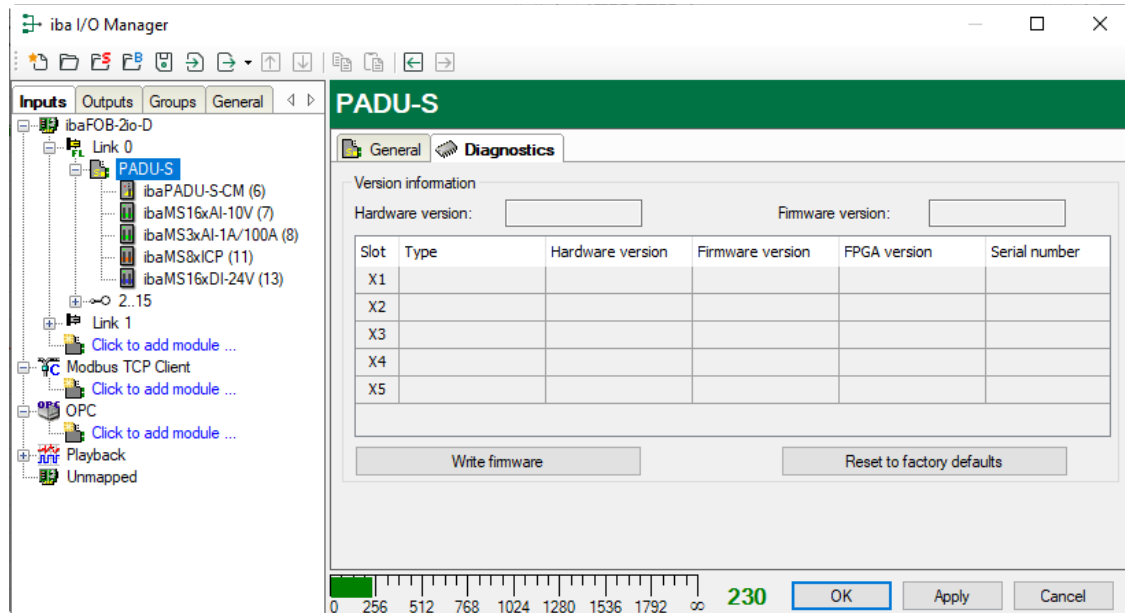 iba I/O Manager
Inputs Outputs Groups General
ibaFOB-2io-D
Link 0
PADU-S
ibaPADU-S-CM (6)
ibaMS16xAI-10V (7)
ibaMS3xAI-1A/100A (8)
ibaMS8xICP (11)
ibaMS16xDI-24V (13)
2..15
Link 1
Click to add module ...
Modbus TCP Client
Click to add module ...
OPC
Click to add module ...
Playback
Unmapped
PADU-S
General Diagnostics
Version information
Hardware version: Firmware version:
Slot Type Hardware version Firmware version FPGA version Serial number
X1
X2
X3
X4
X5
Write firmware Reset to factory defaults
0 256 512 768 1024 1280 1536 1792 ∞ 230 OK Apply Cancel